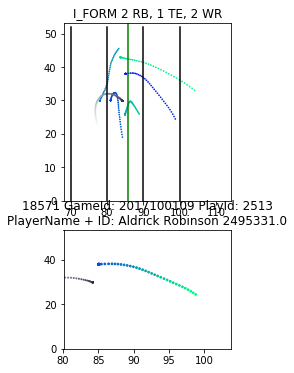 I_FORM 2 RB, 1 TE, 2 WR
50
40
30
20
10
0
70 80 90 100 110
18571 GameId: 2017100109 PlayId: 2513
PlayerName + ID: Aldrick Robinson 2495331.0
40
20
0
80 85 90 95 100